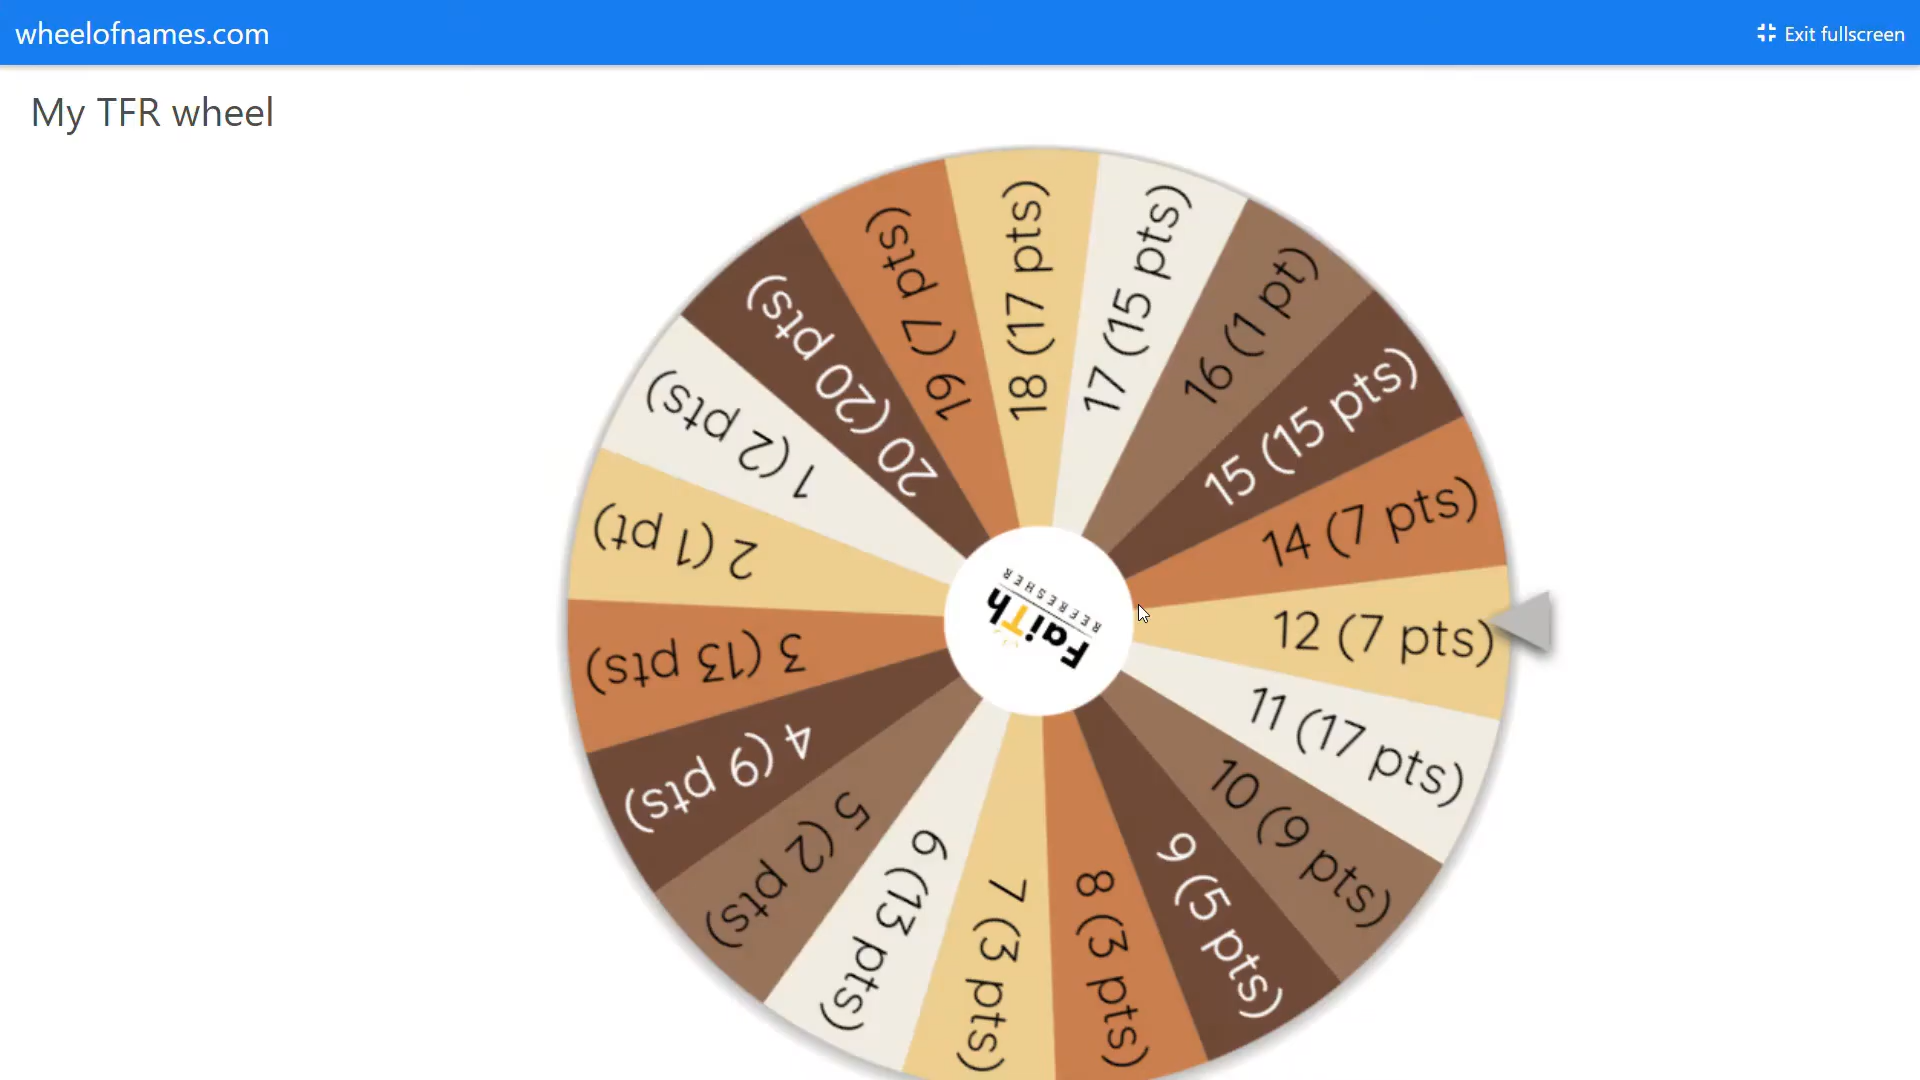 wheelofnames.com
Exit fullscreen
My TFR wheel
18 (17 pts)
17 (15 pts)
16 (1 pt)
15 (15 pts)
14 (7 pts)
12 (7 pts)
11 (17 pts)
10 (9 pts)
9 (5 pts)
8 (3 pts)
7 (3 pts)
6 (13 pts)
5 (2 pts)
4 (9 pts)
3 (13 pts)
2 (1 pt)
1 (2 pts)
20 (20 pts)
19 (7 pts)
FaiTh
REFRESHER